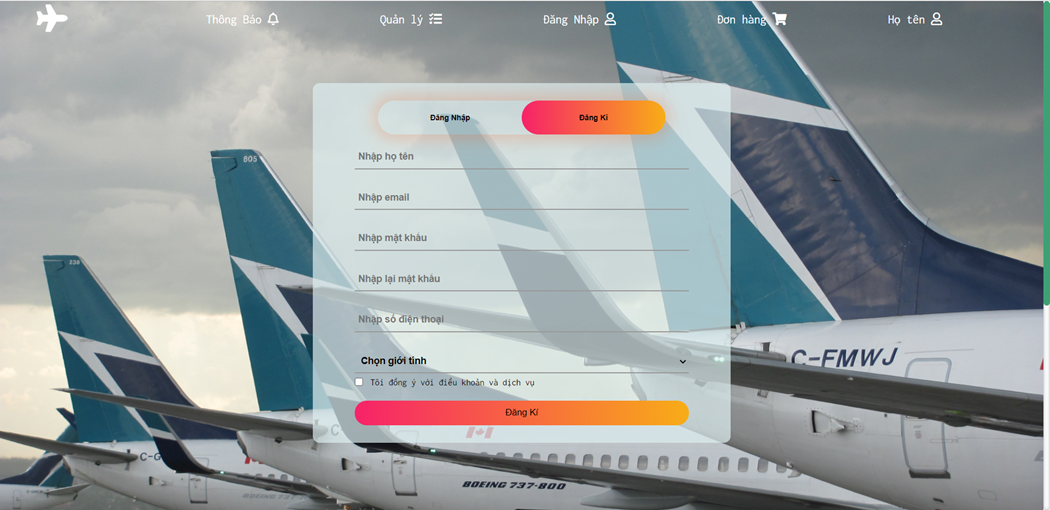 Thông Báo
Quản lý
Đăng Nhập
Đơn hàng
Họ tên
Đăng Nhập
Đăng Kí
Nhập họ tên
Nhập email
Nhập mật khẩu
Nhập lại mật khẩu
Nhập số điện thoại
Chọn giới tính
Tôi đồng ý với điều khoản và dịch vụ
Đăng Kí
805
C-FMWJ
BOEING 737-800